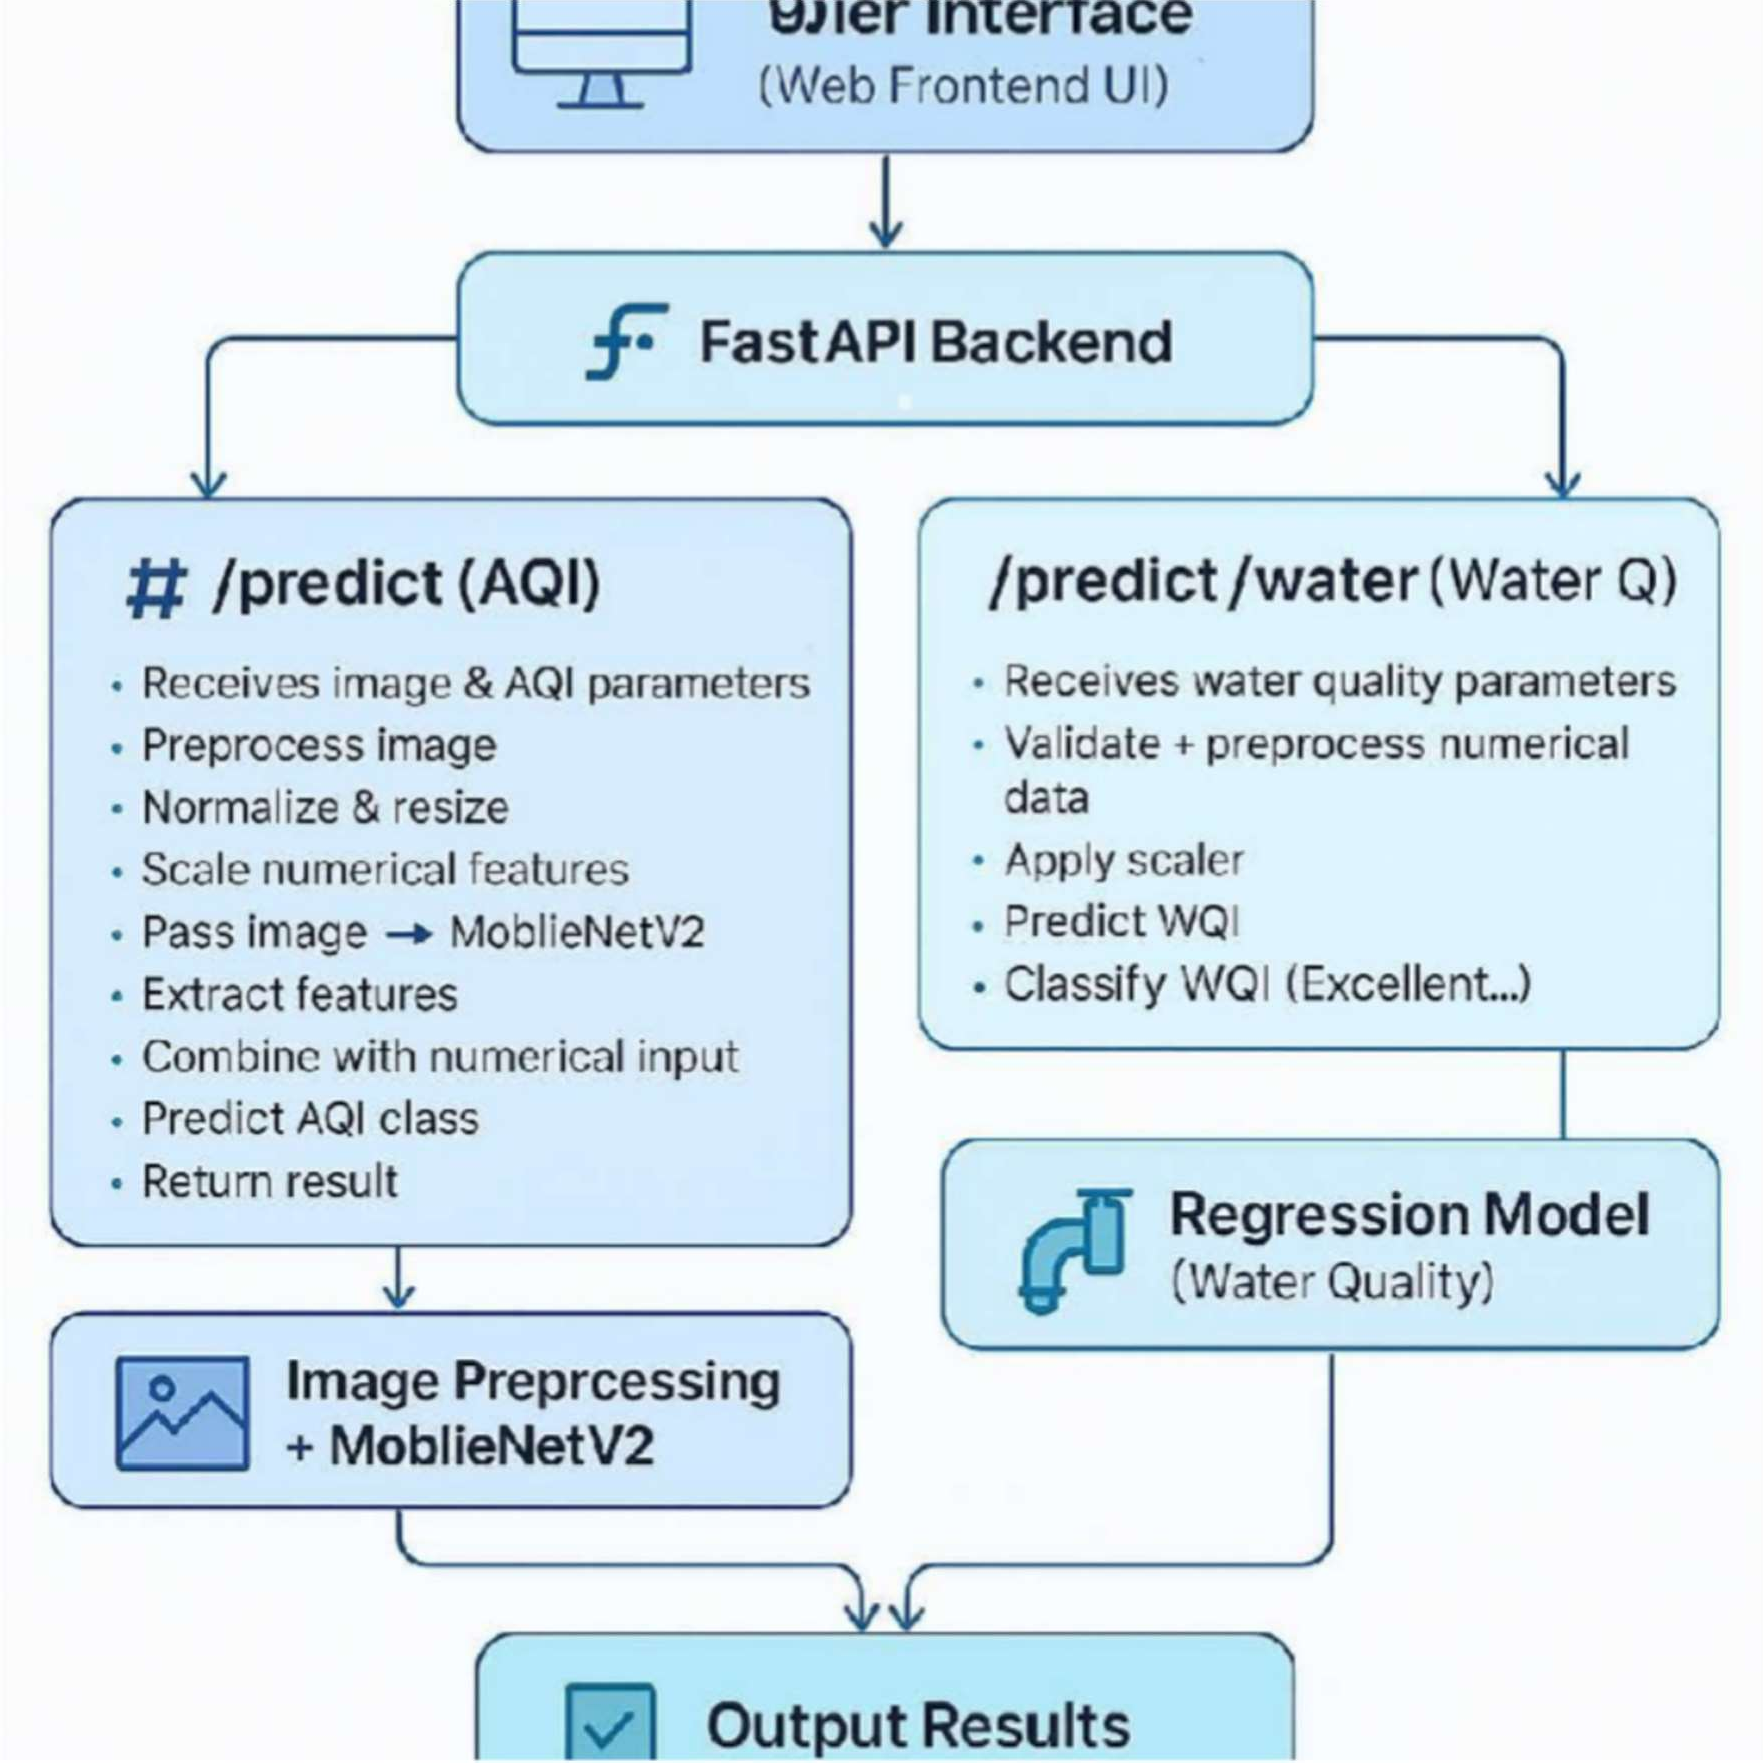 Interface
(Web Frontend UI)
FastAPI Backend
# /predict (AQI)
• Receives image & AQI parameters
• Preprocess image
• Normalize & resize
• Scale numerical features
• Pass image → MoblieNetV2
• Extract features
• Combine with numerical input
• Predict AQI class
• Return result
/predict/water (Water Q)
• Receives water quality parameters
• Validate + preprocess numerical
data
• Apply scaler
• Predict WQI
• Classify WQI (Excellent...)
Regression Model
(Water Quality)
Image Preprcessing
+ MoblieNetV2
Output Results